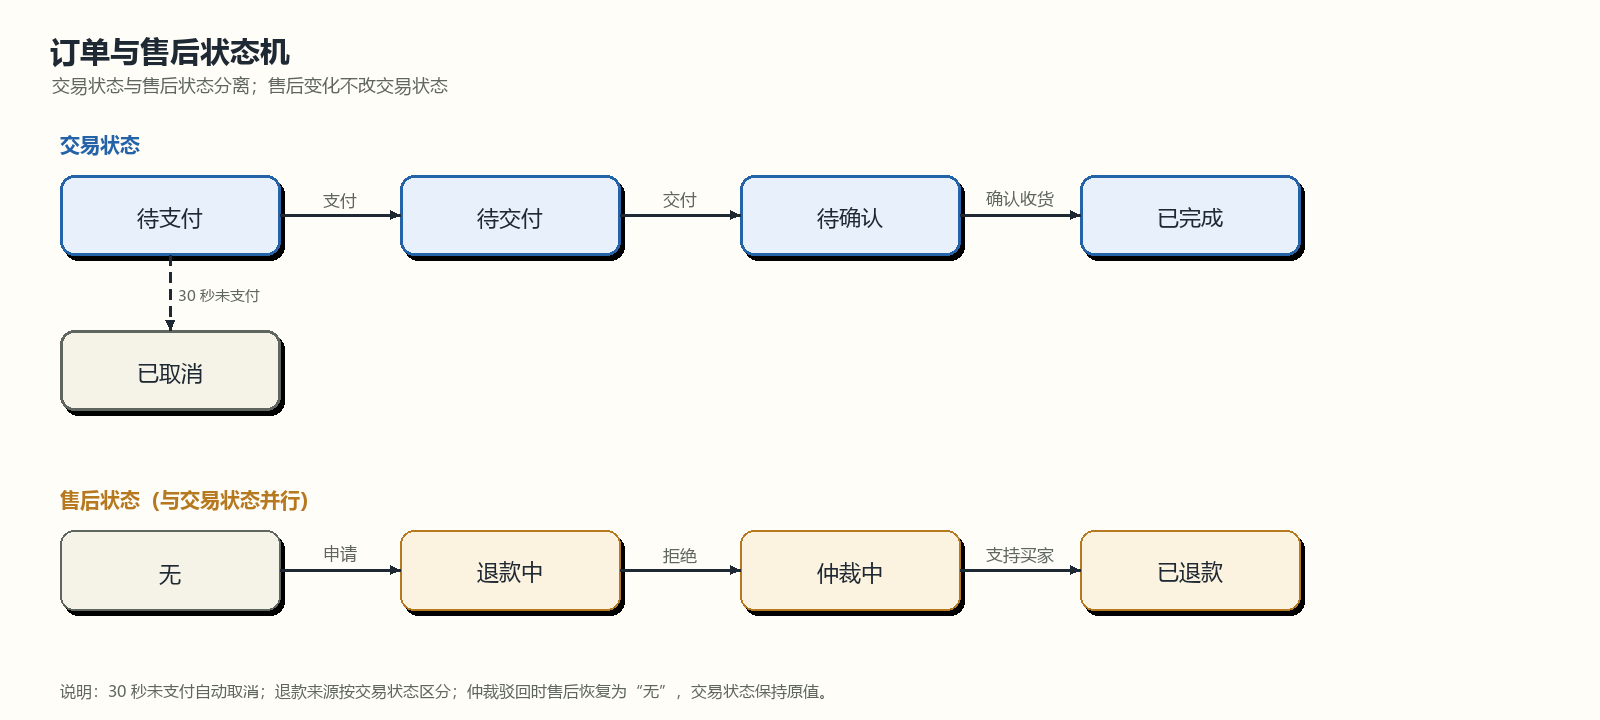 订单与售后状态机
交易状态与售后状态分离；售后变化不改交易状态
交易状态
待支付
支付
待交付
交付
待确认
确认收货
已完成
30 秒未支付
已取消
售后状态（与交易状态并行）
无
申请
退款中
拒绝
仲裁中
支持买家
已退款
说明：30 秒未支付自动取消；退款来源按交易状态区分；仲裁驳回时售后恢复为“无”，交易状态保持原值。